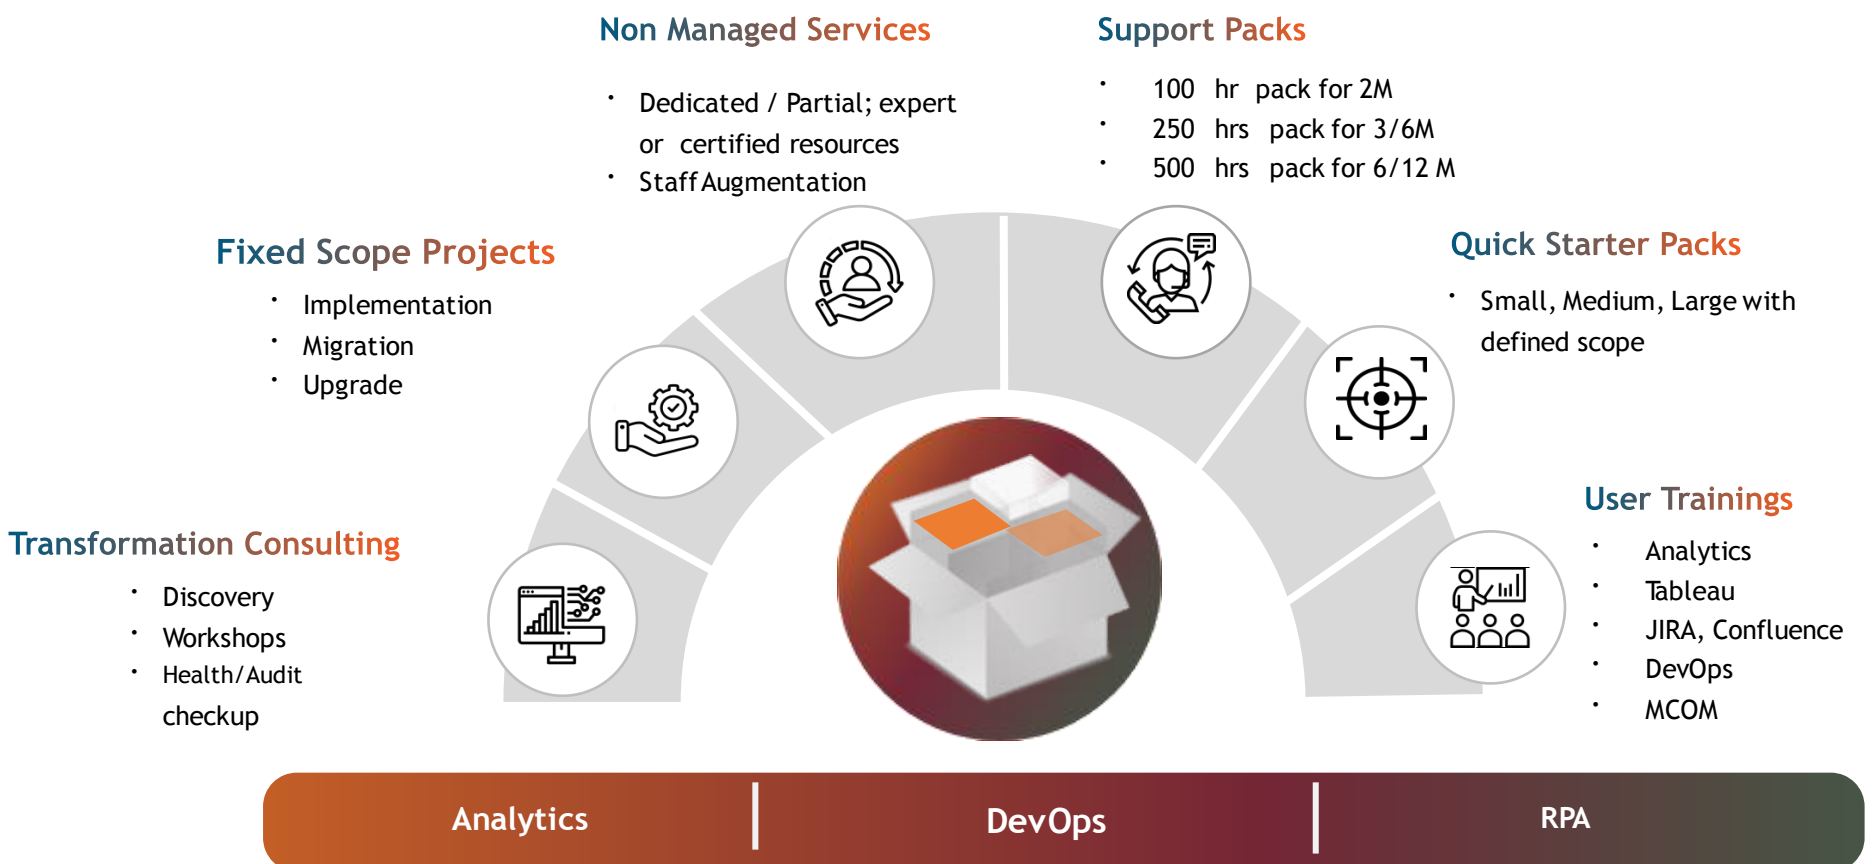 Non Managed Services
· Dedicated / Partial; expert
or certified resources
· Staff Augmentation
Support Packs
· 100 hr pack for 2M
· 250 hrs pack for 3/6M
· 500 hrs pack for 6/12 M
Fixed Scope Projects
· Implementation
· Migration
· Upgrade
Quick Starter Packs
· Small, Medium, Large with
defined scope
Transformation Consulting
· Discovery
· Workshops
· Health/Audit
checkup
User Trainings
· Analytics
· Tableau
· JIRA, Confluence
· DevOps
· MCOM
Analytics
DevOps
RPA